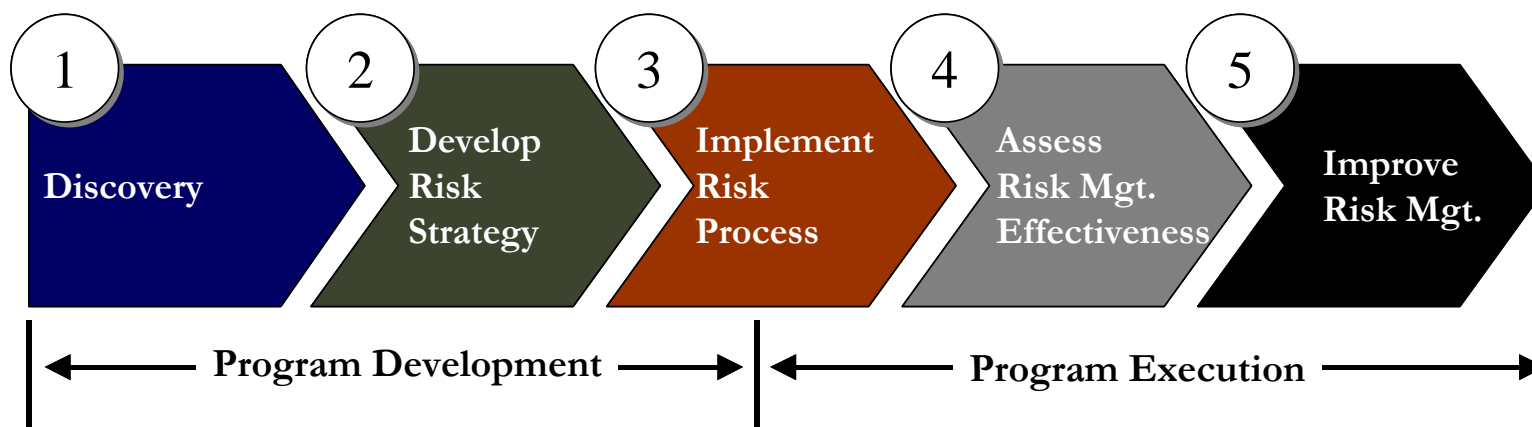 1
Discovery
2
Develop
Risk
Strategy
3
Implement
Risk
Process
4
Assess
Risk Mgt.
Effectiveness
5
Improve
Risk Mgt.
Program Development
Program Execution